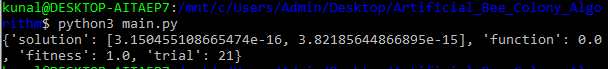 kunal@DESKTOP-AITAEP7:/mnt/c/Users/Admin/Desktop/Artificial_Bee_Colony_Algo
rithm$ python3 main.py
{'solution': [3.150455108665474e-16, 3.82185644866895e-15], 'function': 0.0
, 'fitness': 1.0, 'trial': 21}